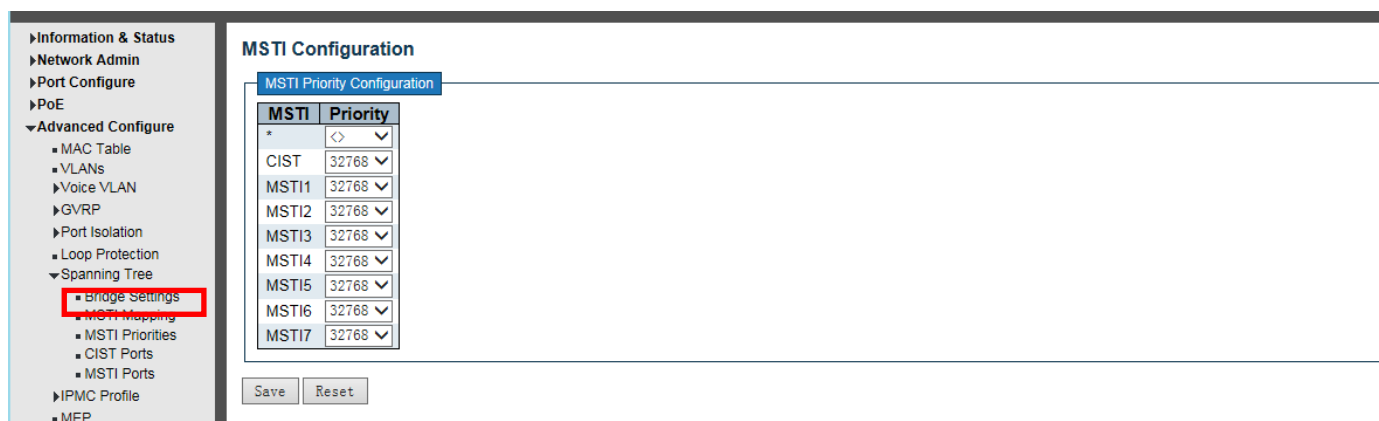 Information & Status
Network Admin
Port Configure
PoE
Advanced Configure
MAC Table
VLANs
Voice VLAN
GVRP
Port Isolation
Loop Protection
Spanning Tree
Bridge Settings
MSTI Mapping
MSTI Priorities
CIST Ports
MSTI Ports
IPMC Profile
MEP
MSTI Configuration
MSTI Priority Configuration
MSTI Priority
* <>
CIST 32768
MSTI1 32768
MSTI2 32768
MSTI3 32768
MSTI4 32768
MSTI5 32768
MSTI6 32768
MSTI7 32768
Save Reset